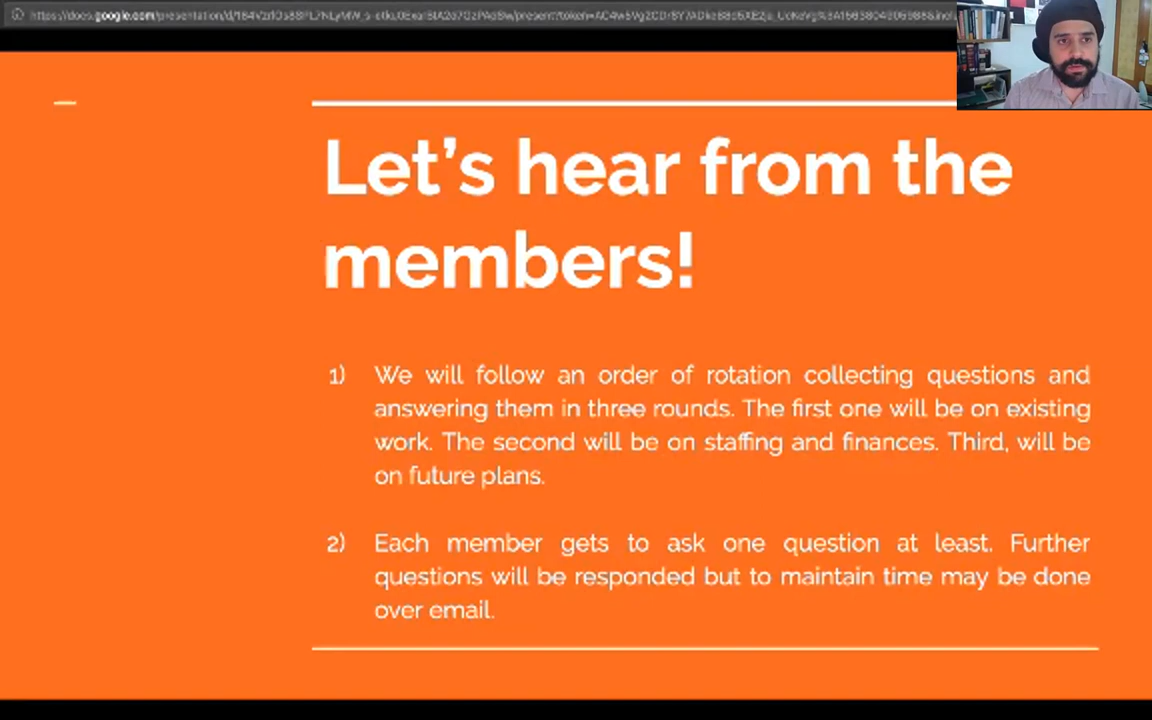 Let's hear from the
members!
1) We will follow an order of rotation collecting questions and
answering them in three rounds. The first one will be on existing
work. The second will be on staffing and finances. Third, will be
on future plans.
2) Each member gets to ask one question at least. Further
questions will be responded but to maintain time may be done
over email.